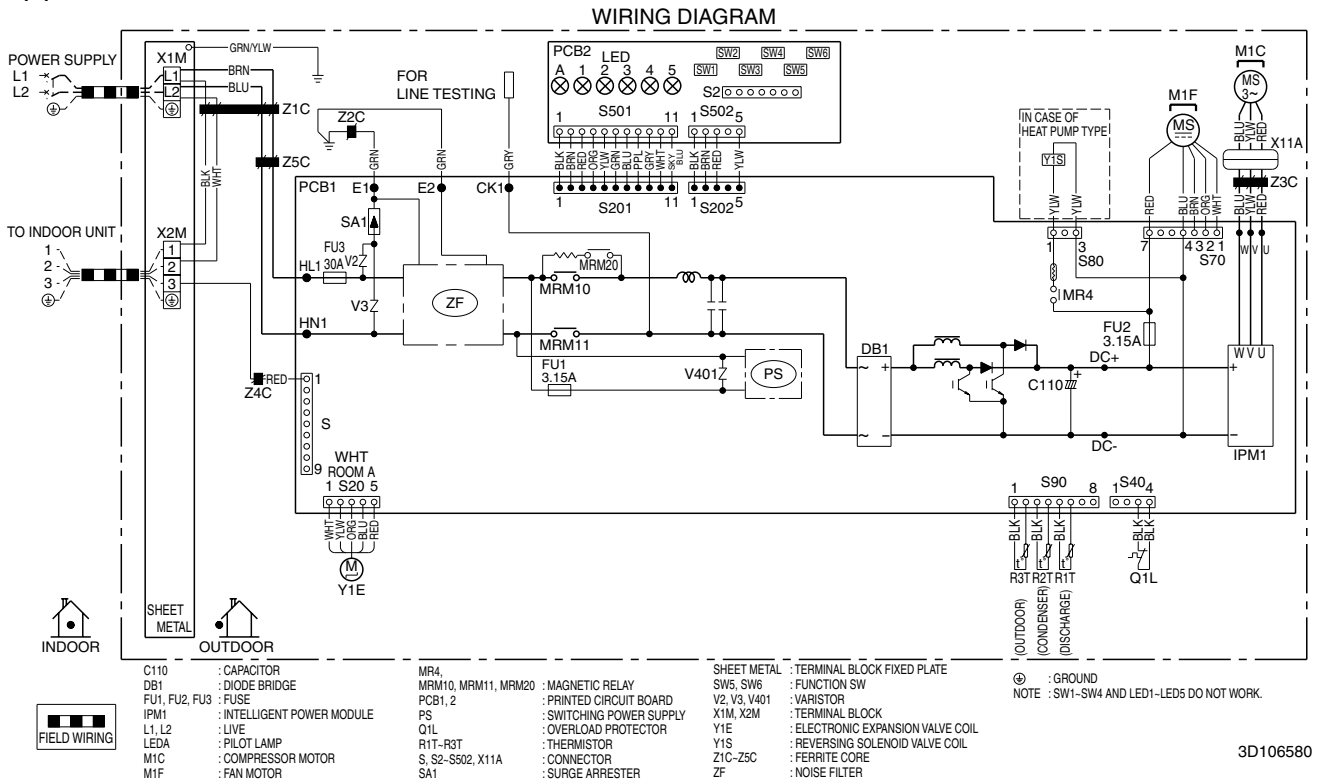 WIRING DIAGRAM
POWER SUPPLY
L1
L2
X1M
L1
L2
GRN/YLW
BRN
BLU
Z1C
Z5C
BLK
WHT
TO INDOOR UNIT
1
2
3
X2M
1
2
3
RED
Z4C
SHEET
METAL
INDOOR
OUTDOOR
FOR
LINE TESTING
Z2C
GRN
GRN
GRY
PCB2
LED
A 1 2 3 4 5
SW2 SW4 SW6
SW1 SW3 SW5
S2
S501
1 11
S502
1 5
BLK BRN RED ORG YLW GRN BLU PPL GRY WHT SKY BLU
BLK BRN RED YLW
1 S201 11
1 S202 5
PCB1
E1
E2
CK1
SA1
FU3
30A
V2
HL1
V3
HN1
ZF
MRM20
MRM10
MRM11
FU1
3.15A
V401
PS
1
S
9
WHT
ROOM A
1 S20 5
WHT YLW ORG BLU RED
M
Y1E
IN CASE OF
HEAT PUMP TYPE
Y1S
YLW YLW
1 3
S80
MR4
M1F
MS
RED BLU BRN ORG WHT
7 4 3 2 1
S70
M1C
MS
3~
BLU YLW RED
X11A
Z3C
BLU YLW RED
W V U
FU2
3.15A
DB1
~ +
~ −
C110
+
DC+
DC-
W V U
+
−
IPM1
1 S90 8
1 S40 4
BLK BLK BLK BLK BLK
t° t° t°
R3T R2T R1T
(OUTDOOR)
(CONDENSER)
(DISCHARGE)
Q1L
FIELD WIRING
C110 : CAPACITOR
DB1 : DIODE BRIDGE
FU1, FU2, FU3 : FUSE
IPM1 : INTELLIGENT POWER MODULE
L1, L2 : LIVE
LEDA : PILOT LAMP
M1C : COMPRESSOR MOTOR
M1F : FAN MOTOR
MR4,
MRM10, MRM11, MRM20 : MAGNETIC RELAY
PCB1, 2 : PRINTED CIRCUIT BOARD
PS : SWITCHING POWER SUPPLY
Q1L : OVERLOAD PROTECTOR
R1T~R3T : THERMISTOR
S, S2~S502, X11A : CONNECTOR
SA1 : SURGE ARRESTER
SHEET METAL : TERMINAL BLOCK FIXED PLATE
SW5, SW6 : FUNCTION SW
V2, V3, V401 : VARISTOR
X1M, X2M : TERMINAL BLOCK
Y1E : ELECTRONIC EXPANSION VALVE COIL
Y1S : REVERSING SOLENOID VALVE COIL
Z1C~Z5C : FERRITE CORE
ZF : NOISE FILTER
: GROUND
NOTE : SW1~SW4 AND LED1~LED5 DO NOT WORK.
3D106580